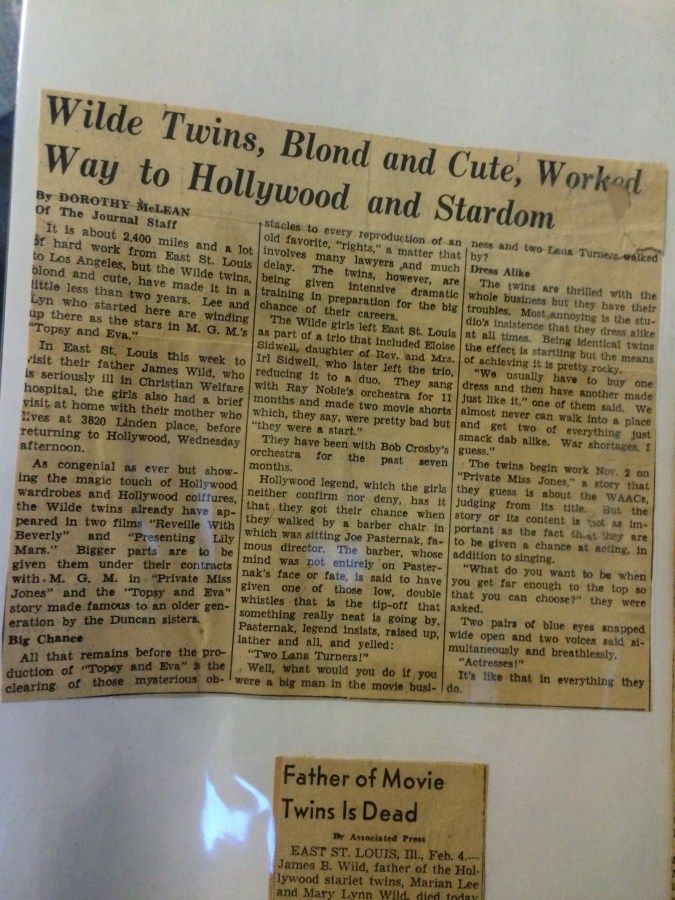 Wilde Twins, Blond and Cute, Worked
Way to Hollywood and Stardom
By DOROTHY McLEAN
Of The Journal Staff
It is about 2,400 miles and a lot
of hard work from East St. Louis
to Los Angeles, but the Wilde twins,
blond and cute, have made it in a
little less than two years. Lee and
Lyn who started here are winding
up there as the stars in M. G. M.'s
"Topsy and Eva."
In East St. Louis this week to
visit their father James Wild, who
is seriously ill in Christian Welfare
hospital, the girls also had a brief
visit at home with their mother who
lives at 3820 Linden place, before
returning to Hollywood, Wednesday
afternoon.
As congenial as ever but show-
ing the magic touch of Hollywood
wardrobes and Hollywood coiffures,
the Wilde twins already have ap-
peared in two films "Reveille With
Beverly" and "Presenting Lily
Mars." Bigger parts are to be
given them under their contracts
with M. G. M. in "Private Miss
Jones" and the "Topsy and Eva"
story made famous to an older gen-
eration by the Duncan sisters.
Big Chance
All that remains before the pro-
duction of "Topsy and Eva" is the
clearing of those mysterious ob-
stacles to every reproduction of an
old favorite, "rights," a matter that
involves many lawyers and much
delay. The twins, however, are
being given intensive dramatic
training in preparation for the big
chance of their careers.
The Wilde girls left East St. Louis
as part of a trio that included Eloise
Sidwell, daughter of Rev. and Mrs.
Irl Sidwell, who later left the trio,
reducing it to a duo. They sang
with Ray Noble's orchestra for 11
months and made two movie shorts
which, they say, were pretty bad but
"they were a start."
They have been with Bob Crosby's
orchestra for the past seven
months.
Hollywood legend, which the girls
neither confirm nor deny, has it
that they got their chance when
they walked by a barber chair in
which was sitting Joe Pasternak, fa-
mous director. The barber, whose
mind was not entirely on Paster-
nak's face or fate, is said to have
given one of those low, double
whistles that is the tip-off that
something really neat is going by.
Pasternak, legend insists, raised up,
lather and all, and yelled:
"Two Lana Turners!"
Well, what would you do if you
were a big man in the movie busi-
ness and two Lana Turners walked
by?
Dress Alike
The twins are thrilled with the
whole business but they have their
troubles. Most annoying is the stu-
dio's insistence that they dress alike
at all times. Being identical twins
the effect is startling but the means
of achieving it is pretty rocky.
"We usually have to buy one
dress and then have another made
just like it," one of them said. We
almost never can walk into a place
and get two of everything just
smack dab alike. War shortages, I
guess."
The twins begin work Nov. 2 on
"Private Miss Jones," a story that
they guess is about the WAACs,
judging from its title. But the
story or its content is not as im-
portant as the fact that they are
to be given a chance at acting, in
addition to singing.
"What do you want to be when
you get far enough to the top so
that you can choose?" they were
asked.
Two pairs of blue eyes snapped
wide open and two voices said si-
multaneously and breathlessly,
"Actresses!"
It's like that in everything they
do.
Father of Movie
Twins Is Dead
By Associated Press
EAST ST. LOUIS, Ill., Feb. 4.—
James B. Wild, father of the Hol-
lywood starlet twins, Marian Lee
and Mary Lynn Wild, died today